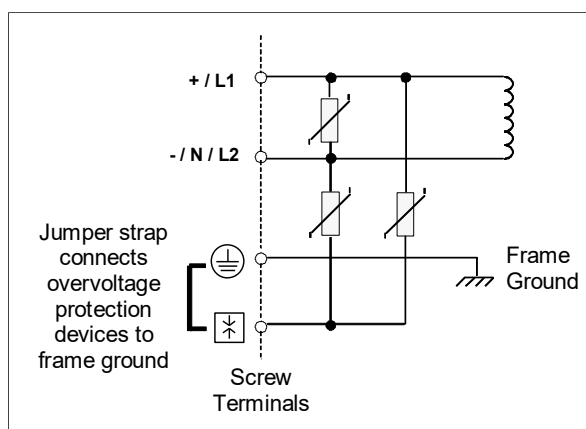 + / L1
- / N / L2
Jumper strap
connects
overvoltage
protection
devices to
frame ground
Frame
Ground
Screw
Terminals